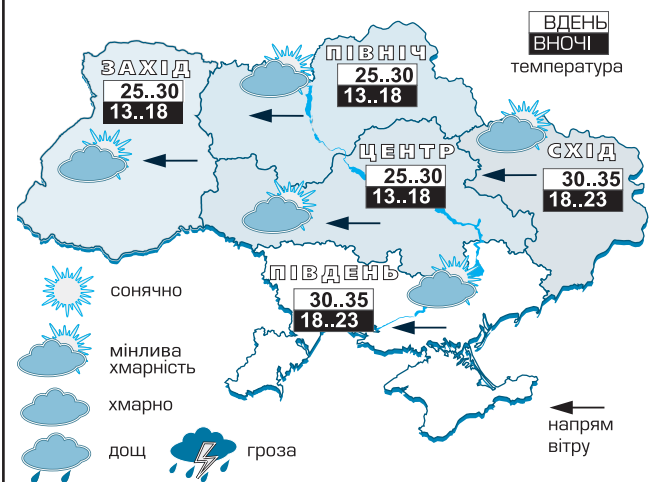 ВДЕНЬ
ВНОЧІ
температура
ЗАХІД
25..30
13..18
ПІВНІЧ
25..30
13..18
ЦЕНТР
25..30
13..18
СХІД
30..35
18..23
ПІВДЕНЬ
30..35
18..23
сонячно
мінлива
хмарність
хмарно
дощ
гроза
напрям
вітру